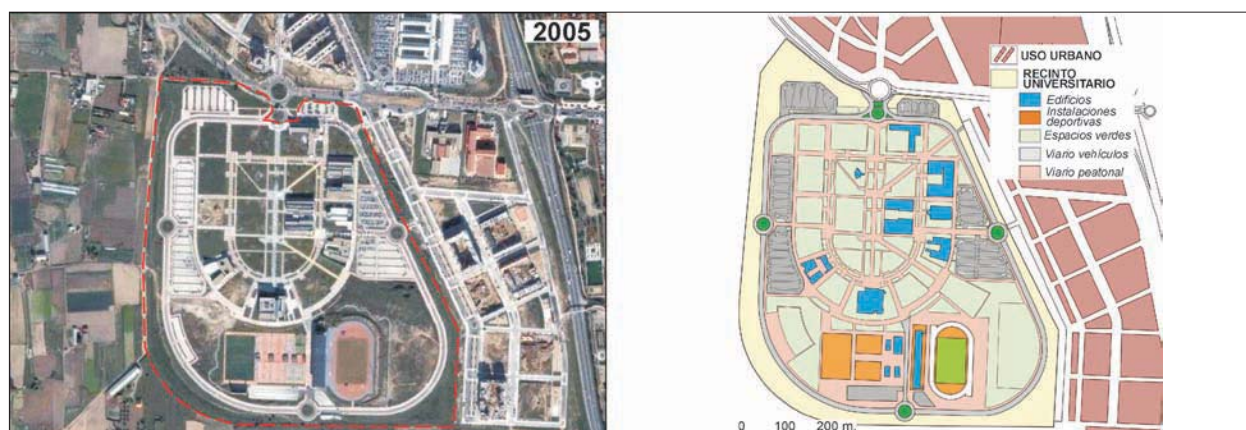 2005
USO URBANO
RECINTO
UNIVERSITARIO
Edificios
Instalaciones
deportivas
Espacios verdes
Viario vehículos
Viario peatonal
0 100 200 m.